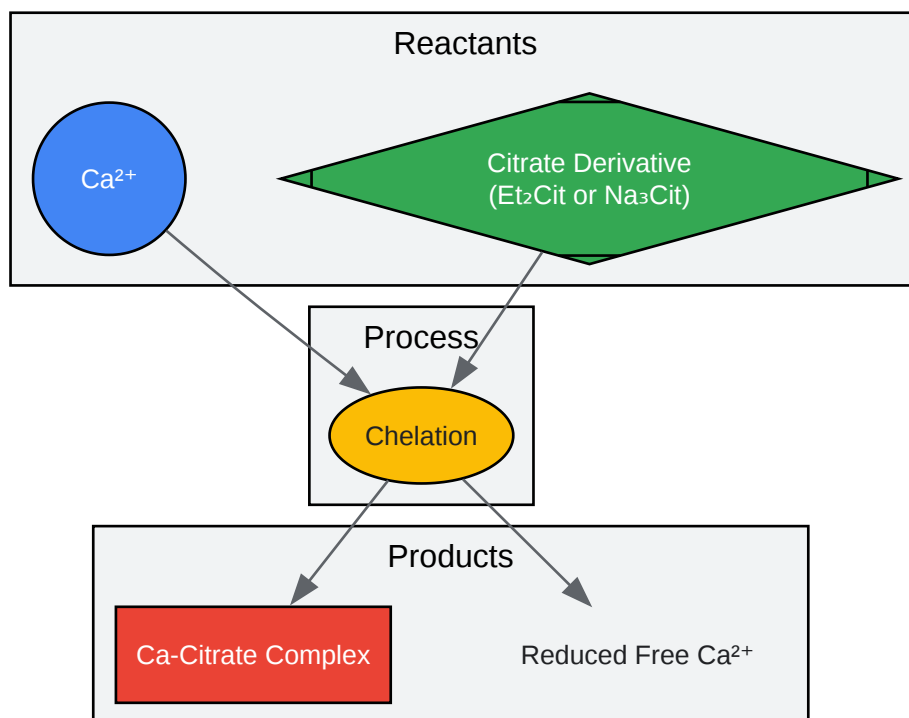 Reactants
Ca²⁺
Citrate Derivative
(Et₂Cit or Na₃Cit)
Process
Chelation
Products
Ca-Citrate Complex
Reduced Free Ca²⁺